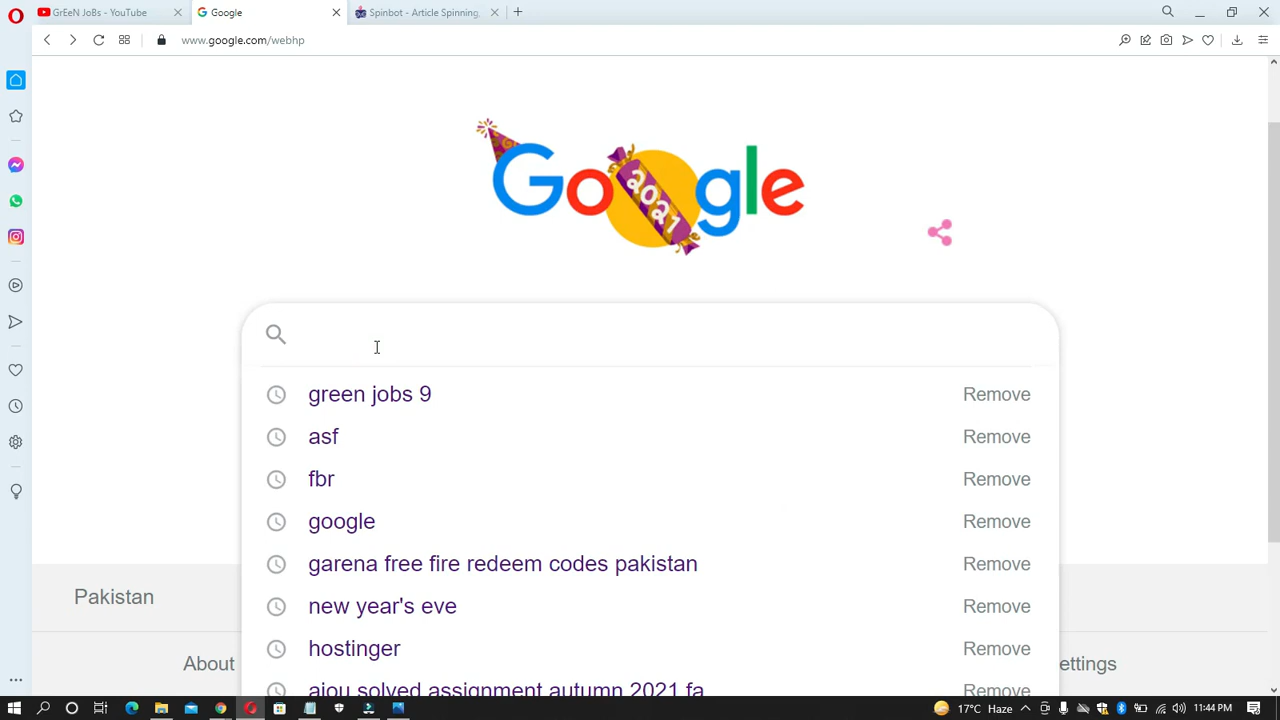 GrEeN JoBs - YouTube
Google
Spinbot - Article Spinning,
www.google.com/webhp
Google
2021
green jobs 9
Remove
asf
Remove
fbr
Remove
google
Remove
garena free fire redeem codes pakistan
Remove
new year's eve
Remove
hostinger
Remove
aiou solved assignment autumn 2021 fa
Remove
Pakistan
About
ettings
17°C Haze
11:44 PM